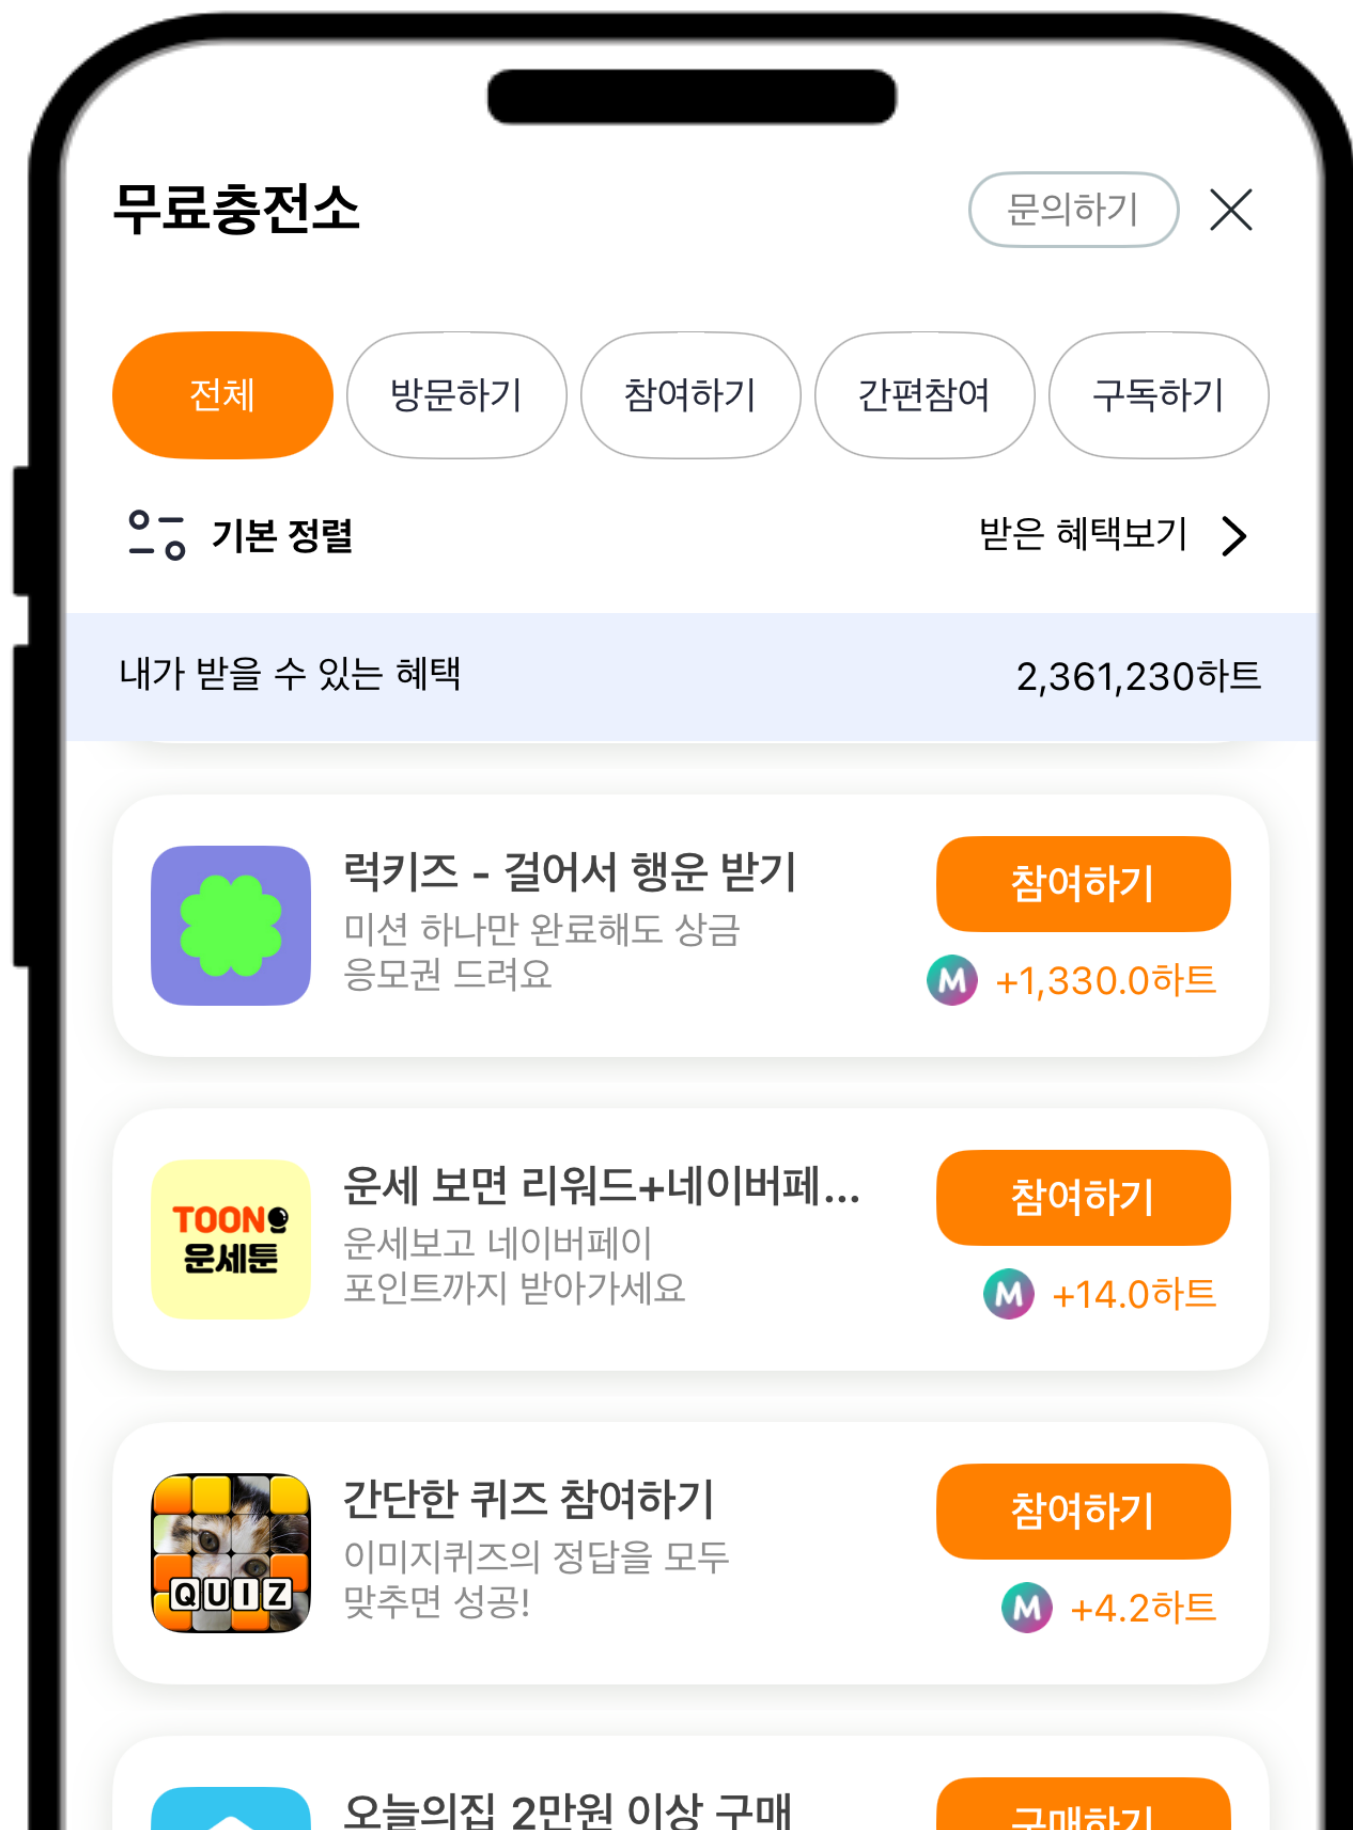 무료충전소
문의하기
전체
방문하기
참여하기
간편참여
구독하기
기본 정렬
받은 혜택보기
내가 받을 수 있는 혜택
2,361,230하트
럭키즈 - 걸어서 행운 받기
미션 하나만 완료해도 상금
응모권 드려요
참여하기
M +1,330.0하트
TOON
운세툰
운세 보면 리워드+네이버페...
운세보고 네이버페이
포인트까지 받아가세요
참여하기
M +14.0하트
QUIZ
간단한 퀴즈 참여하기
이미지퀴즈의 정답을 모두
맞추면 성공!
참여하기
M +4.2하트
오늘의집 2만원 이상 구매
구매하기